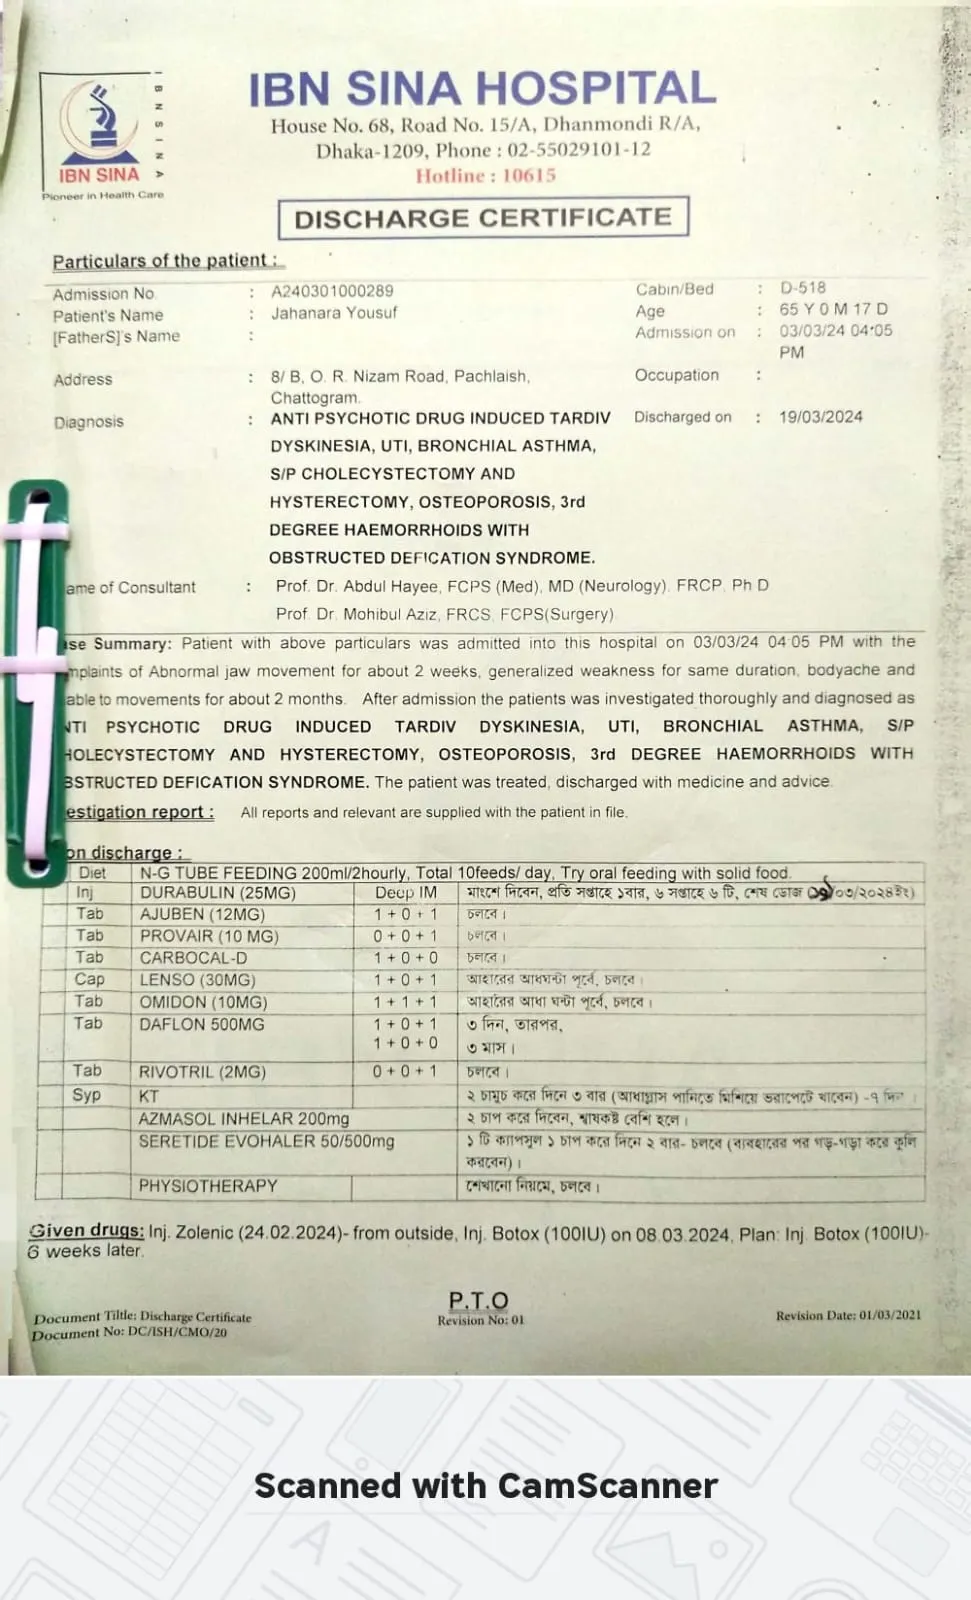 IBN SINA HOSPITAL
House No. 68, Road No. 15/A, Dhanmondi R/A,
Dhaka-1209, Phone : 02-55029101-12
Hotline : 10615
IBN SINA
IBN SINA
Pioneer in Health Care
DISCHARGE CERTIFICATE
Particulars of the patient :
Admission No : A240301000289 Cabin/Bed : D-518
Patient's Name : Jahanara Yousuf Age : 65 Y 0 M 17 D
[FatherS]'s Name : Admission on : 03/03/24 04:05
PM
Address : 8/ B, O. R. Nizam Road, Pachlaish, Occupation :
Chattogram.
Diagnosis : ANTI PSYCHOTIC DRUG INDUCED TARDIV Discharged on : 19/03/2024
DYSKINESIA, UTI, BRONCHIAL ASTHMA,
S/P CHOLECYSTECTOMY AND
HYSTERECTOMY, OSTEOPOROSIS, 3rd
DEGREE HAEMORRHOIDS WITH
OBSTRUCTED DEFICATION SYNDROME.
ame of Consultant : Prof. Dr. Abdul Hayee, FCPS (Med), MD (Neurology), FRCP, Ph D
Prof. Dr. Mohibul Aziz, FRCS, FCPS(Surgery)
se Summary: Patient with above particulars was admitted into this hospital on 03/03/24 04:05 PM with the
mplaints of Abnormal jaw movement for about 2 weeks, generalized weakness for same duration, bodyache and
able to movements for about 2 months. After admission the patients was investigated thoroughly and diagnosed as
NTI PSYCHOTIC DRUG INDUCED TARDIV DYSKINESIA, UTI, BRONCHIAL ASTHMA, S/P
HOLECYSTECTOMY AND HYSTERECTOMY, OSTEOPOROSIS, 3rd DEGREE HAEMORRHOIDS WITH
BSTRUCTED DEFICATION SYNDROME. The patient was treated, discharged with medicine and advice.
estigation report : All reports and relevant are supplied with the patient in file.
on discharge :
Diet N-G TUBE FEEDING 200ml/2hourly, Total 10feeds/ day, Try oral feeding with solid food.
Inj DURABULIN (25MG) Deep IM মাংশে দিবেন, প্রতি সপ্তাহে ১বার, ৬ সপ্তাহে ৬ টি, শেষ ডোজ /০৩/২০২৪ইং)
Tab AJUBEN (12MG) 1 + 0 + 1 চলবে।
Tab PROVAIR (10 MG) 0 + 0 + 1 চলবে।
Tab CARBOCAL-D 1 + 0 + 0 চলবে।
Cap LENSO (30MG) 1 + 0 + 1 আহারের আধঘন্টা পূর্বে, চলবে।
Tab OMIDON (10MG) 1 + 1 + 1 আহারের আধা ঘন্টা পূর্বে, চলবে।
Tab DAFLON 500MG 1 + 0 + 1 ৩ দিন, তারপর,
1 + 0 + 0 ৩ মাস।
Tab RIVOTRIL (2MG) 0 + 0 + 1 চলবে।
Syp KT ২ চামুচ করে দিনে ৩ বার (আধাগ্লাস পানিতে মিশিয়ে ভরাপেটে খাবেন) -৭ দিন।
AZMASOL INHELAR 200mg ২ চাপ করে দিবেন, শ্বাষকষ্ট বেশি হলে।
SERETIDE EVOHALER 50/500mg ১ টি ক্যাপসুল ১ চাপ করে দিনে ২ বার- চলবে (ব্যবহারের পর গড়-গড়া করে কুলি
করবেন)।
PHYSIOTHERAPY শেখানো নিয়মে, চলবে।
Given drugs: Inj. Zolenic (24.02.2024)- from outside, Inj. Botox (100IU) on 08.03.2024, Plan: Inj. Botox (100IU)-
6 weeks later.
P.T.O
Document Tiltle: Discharge Certificate Revision No: 01 Revision Date: 01/03/2021
Document No: DC/ISH/CMO/20
Scanned with CamScanner